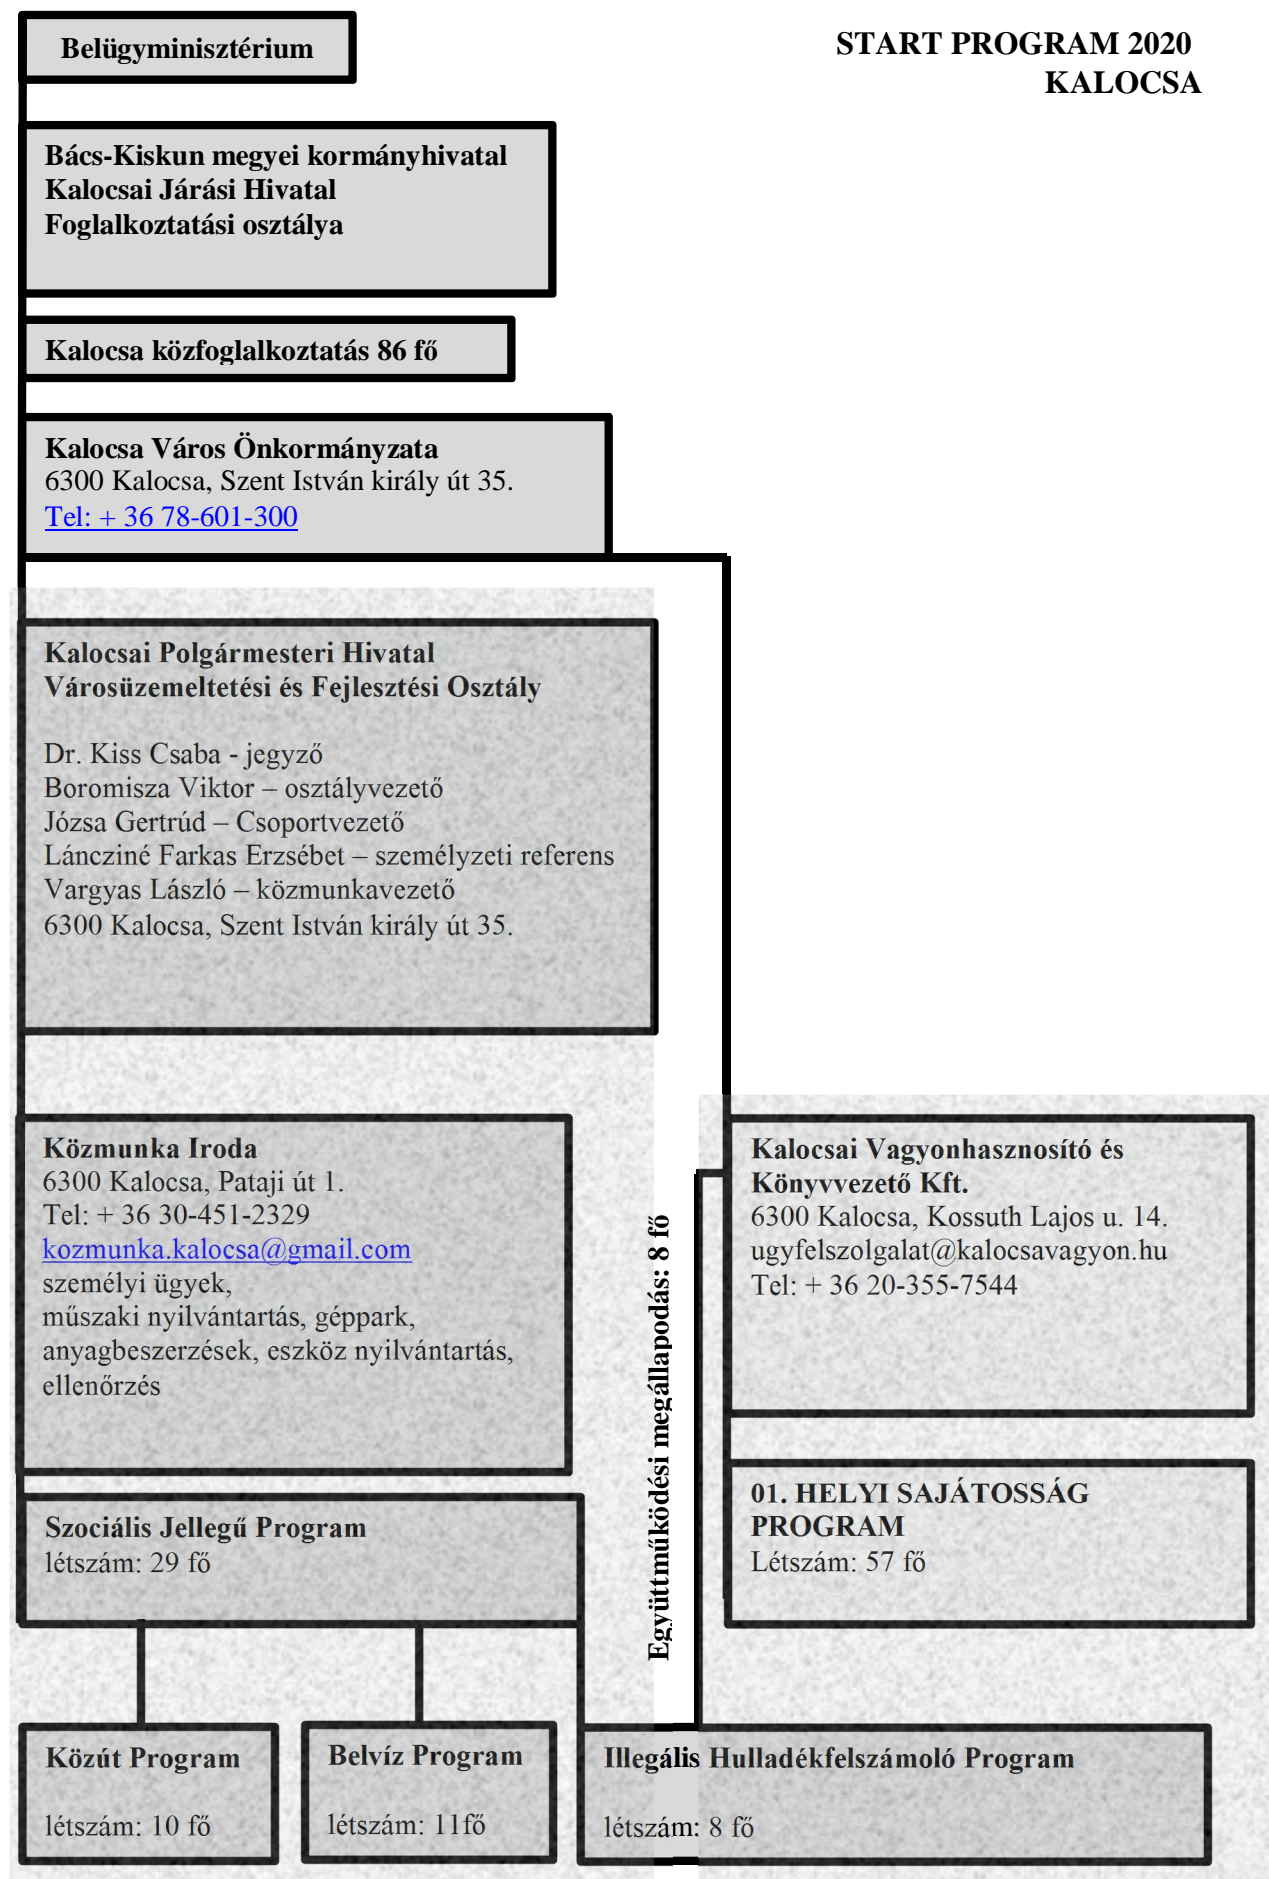 START PROGRAM 2020
KALOCSA
Belügyminisztérium
Bács-Kiskun megyei kormányhivatal
Kalocsai Járási Hivatal
Foglalkoztatási osztálya
Kalocsa közfoglalkoztatás 86 fő
Kalocsa Város Önkormányzata
6300 Kalocsa, Szent István király út 35.
Tel: + 36 78-601-300
Kalocsai Polgármesteri Hivatal
Városüzemeltetési és Fejlesztési Osztály
Dr. Kiss Csaba - jegyző
Boromisza Viktor – osztályvezető
Józsa Gertrúd – Csoportvezető
Láncziné Farkas Erzsébet – személyzeti referens
Vargyas László – közmunkavezető
6300 Kalocsa, Szent István király út 35.
Közmunka Iroda
6300 Kalocsa, Pataji út 1.
Tel: + 36 30-451-2329
kozmunka.kalocsa@gmail.com
személyi ügyek,
műszaki nyilvántartás, géppark,
anyagbeszerzések, eszköz nyilvántartás,
ellenőrzés
Együttműködési megállapodás: 8 fő
Kalocsai Vagyonhasznosító és
Könyvvezető Kft.
6300 Kalocsa, Kossuth Lajos u. 14.
ugyfelszolgalat@kalocsavagyon.hu
Tel: + 36 20-355-7544
Szociális Jellegű Program
létszám: 29 fő
01. HELYI SAJÁTOSSÁG
PROGRAM
Létszám: 57 fő
Közút Program
létszám: 10 fő
Belvíz Program
létszám: 11fő
Illegális Hulladékfelszámoló Program
létszám: 8 fő